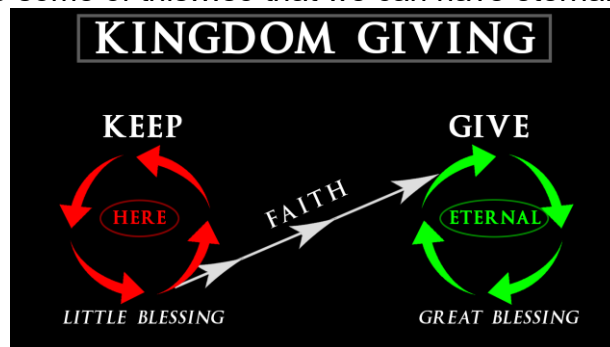 KINGDOM GIVING
KEEP
GIVE
HERE
FAITH
ETERNAL
LITTLE BLESSING
GREAT BLESSING